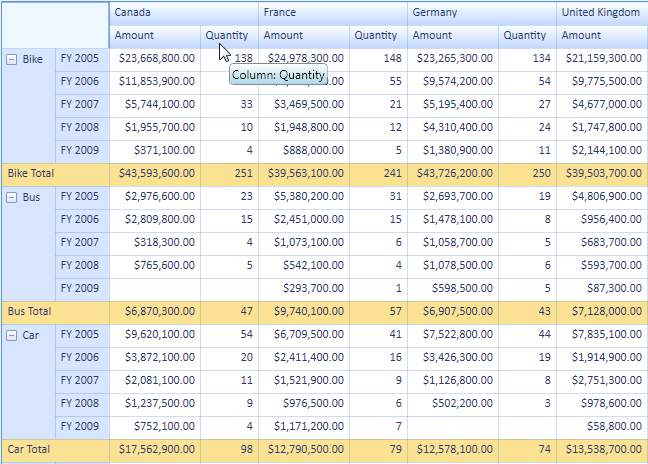 Canada France Germany United Kingdom
Amount Quantity Amount Quantity Amount Quantity Amount
Bike FY 2005 $23,668,800.00 138 $24,978,300.00 148 $23,265,300.00 134 $21,159,300.00
Column: Quantity
FY 2006 $11,853,900.00 .00 55 $9,574,200.00 54 $9,775,500.00
FY 2007 $5,744,100.00 33 $3,469,500.00 21 $5,195,400.00 27 $4,677,000.00
FY 2008 $1,955,700.00 10 $1,948,800.00 12 $4,310,400.00 24 $1,747,800.00
FY 2009 $371,100.00 4 $888,000.00 5 $1,380,900.00 11 $2,144,100.00
Bike Total $43,593,600.00 251 $39,563,100.00 241 $43,726,200.00 250 $39,503,700.00
Bus FY 2005 $2,976,600.00 23 $5,380,200.00 31 $2,693,700.00 19 $4,806,900.00
FY 2006 $2,809,800.00 15 $2,451,000.00 15 $1,478,100.00 8 $956,400.00
FY 2007 $318,300.00 4 $1,073,100.00 6 $1,058,700.00 5 $683,700.00
FY 2008 $765,600.00 5 $542,100.00 4 $1,078,500.00 6 $593,700.00
FY 2009 $293,700.00 1 $598,500.00 5 $87,300.00
Bus Total $6,870,300.00 47 $9,740,100.00 57 $6,907,500.00 43 $7,128,000.00
Car FY 2005 $9,620,100.00 54 $6,709,500.00 41 $7,522,800.00 44 $7,835,100.00
FY 2006 $3,872,100.00 20 $2,411,400.00 16 $3,426,300.00 19 $1,914,900.00
FY 2007 $2,081,100.00 11 $1,521,900.00 9 $1,126,800.00 8 $2,751,300.00
FY 2008 $1,237,500.00 9 $976,500.00 6 $502,200.00 3 $978,600.00
FY 2009 $752,100.00 4 $1,171,200.00 7 $58,800.00
Car Total $17,562,900.00 98 $12,790,500.00 79 $12,578,100.00 74 $13,538,700.00